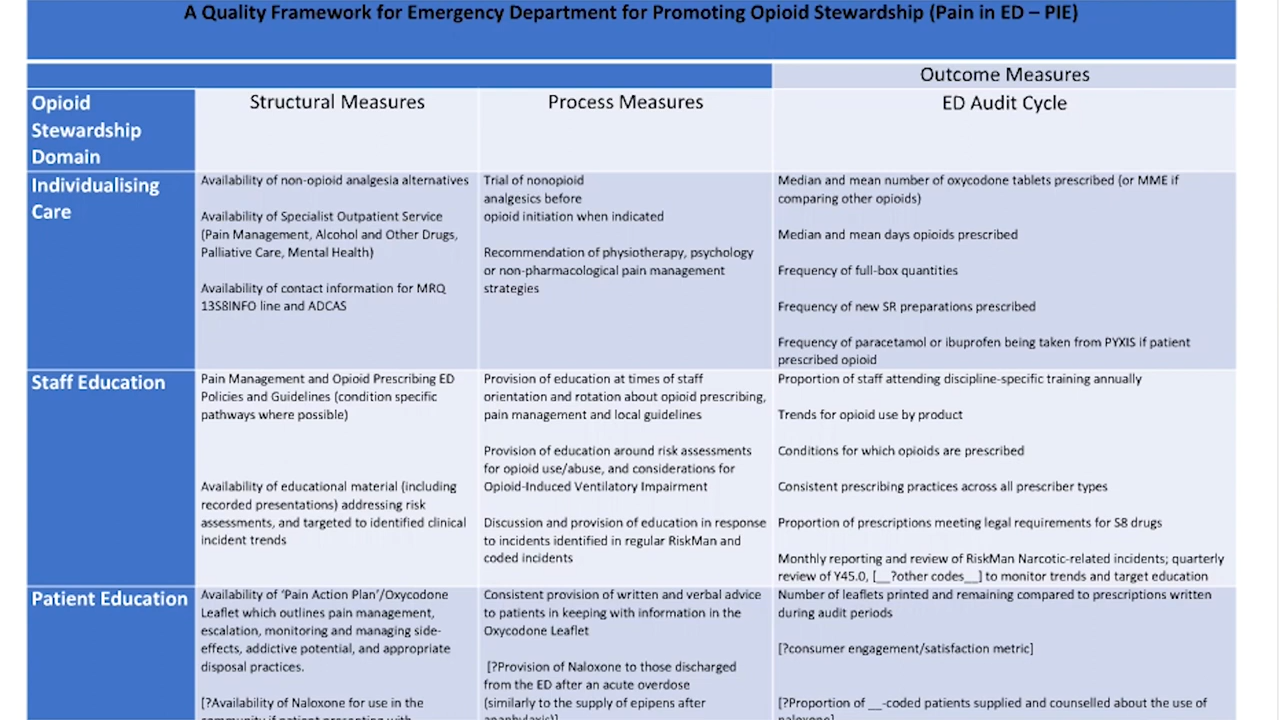 A Quality Framework for Emergency Department for Promoting Opioid Stewardship (Pain in ED – PIE)
Outcome Measures
Opioid
Stewardship
Domain
Structural Measures
Process Measures
ED Audit Cycle
Individualising
Care
Availability of non-opioid analgesia alternatives
Availability of Specialist Outpatient Service
(Pain Management, Alcohol and Other Drugs,
Palliative Care, Mental Health)
Availability of contact information for MRQ
13S8INFO line and ADCAS
Trial of nonopioid
analgesics before
opioid initiation when indicated
Recommendation of physiotherapy, psychology
or non-pharmacological pain management
strategies
Median and mean number of oxycodone tablets prescribed (or MME if
comparing other opioids)
Median and mean days opioids prescribed
Frequency of full-box quantities
Frequency of new SR preparations prescribed
Frequency of paracetamol or ibuprofen being taken from PYXIS if patient
prescribed opioid
Staff Education
Pain Management and Opioid Prescribing ED
Policies and Guidelines (condition specific
pathways where possible)
Availability of educational material (including
recorded presentations) addressing risk
assessments, and targeted to identified clinical
incident trends
Provision of education at times of staff
orientation and rotation about opioid prescribing,
pain management and local guidelines
Provision of education around risk assessments
for opioid use/abuse, and considerations for
Opioid-Induced Ventilatory Impairment
Discussion and provision of education in response
to incidents identified in regular RiskMan and
coded incidents
Proportion of staff attending discipline-specific training annually
Trends for opioid use by product
Conditions for which opioids are prescribed
Consistent prescribing practices across all prescriber types
Proportion of prescriptions meeting legal requirements for S8 drugs
Monthly reporting and review of RiskMan Narcotic-related incidents; quarterly
review of Y45.0, [__?other codes__] to monitor trends and target education
Patient Education
Availability of ‘Pain Action Plan’/Oxycodone
Leaflet which outlines pain management,
escalation, monitoring and managing side-
effects, addictive potential, and appropriate
disposal practices.
[?Availability of Naloxone for use in the
community if patient presenting with
Consistent provision of written and verbal advice
to patients in keeping with information in the
Oxycodone Leaflet
[?Provision of Naloxone to those discharged
from the ED after an acute overdose
(similarly to the supply of epipens after
anaphylaxis)]
Number of leaflets printed and remaining compared to prescriptions written
during audit periods
[?consumer engagement/satisfaction metric]
[?Proportion of __-coded patients supplied and counselled about the use of
naloxone]